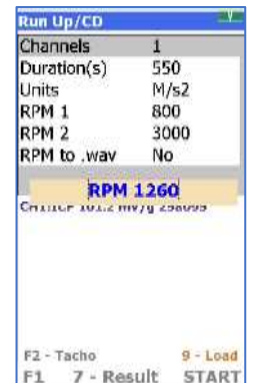 Run Up/CD
Channels 1
Duration(s) 550
Units M/s2
RPM 1 800
RPM 2 3000
RPM to .wav No
RPM 1260
F2 - Tacho 9 - Load
F1 7 - Result START